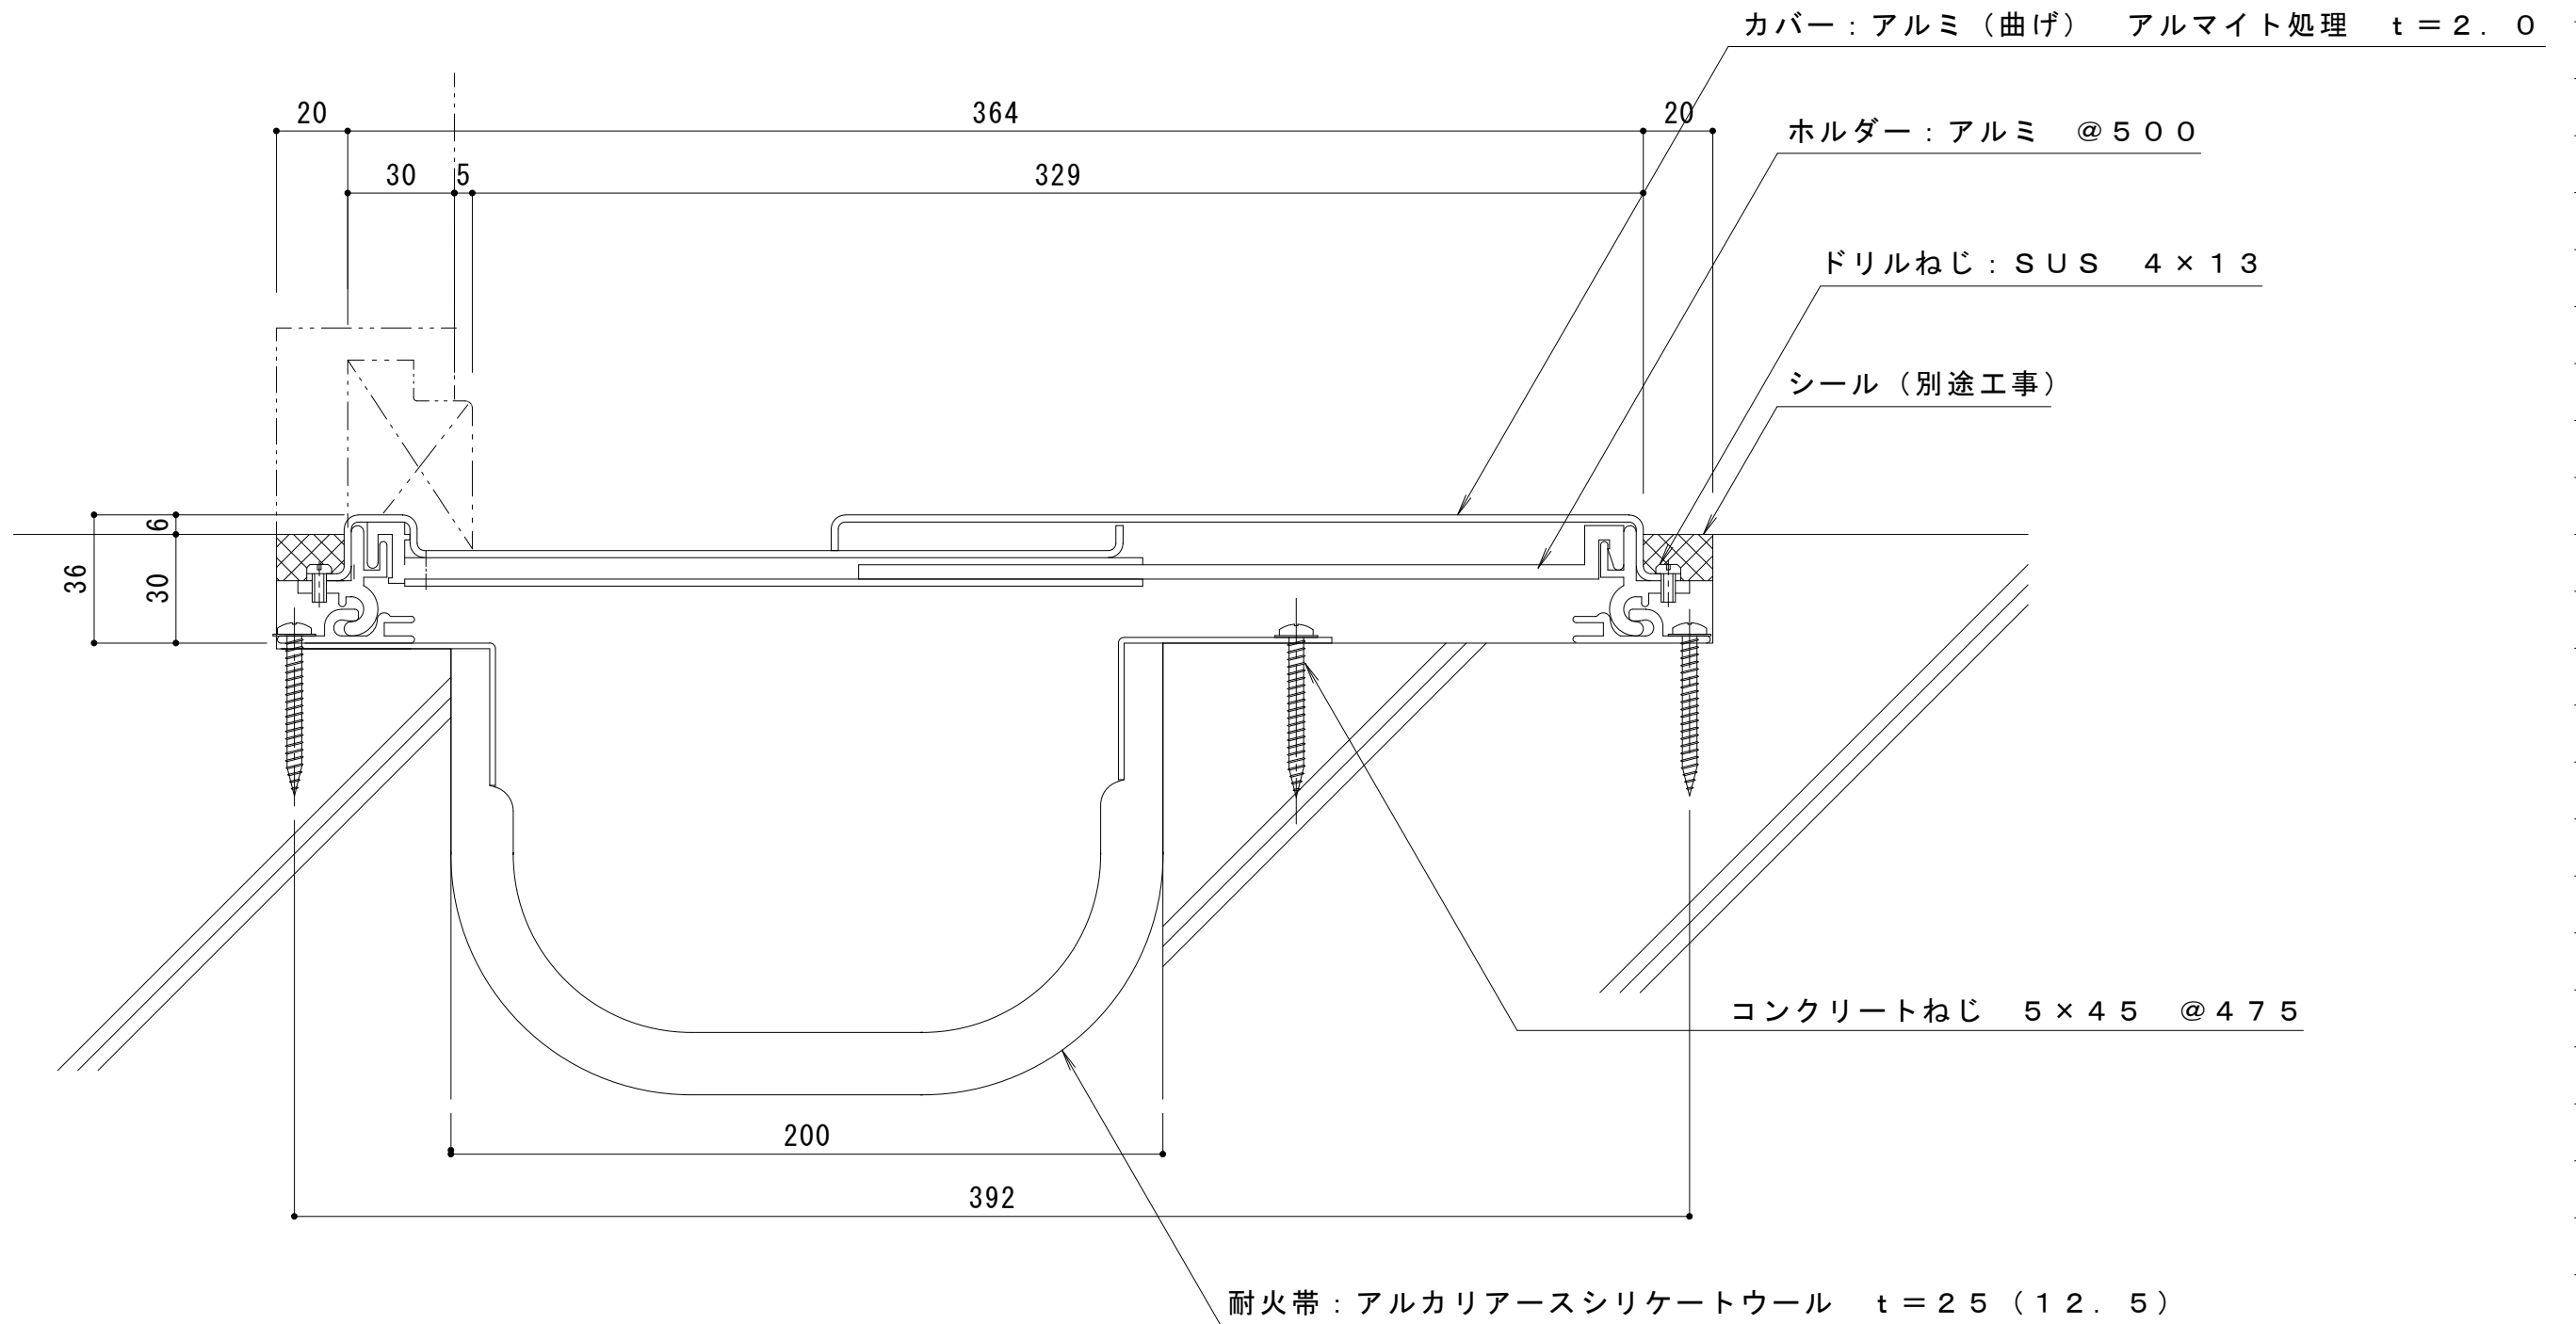 カバー：アルミ（曲げ）　アルマイト処理　ｔ＝２．０
20
364
20
ホルダー：アルミ　＠５００
30
5
329
ドリルねじ：ＳＵＳ　４×１３
シール（別途工事）
6
36
30
コンクリートねじ　５×４５　＠４７５
200
392
耐火帯：アルカリアースシリケートウール　ｔ＝２５（１２．５）